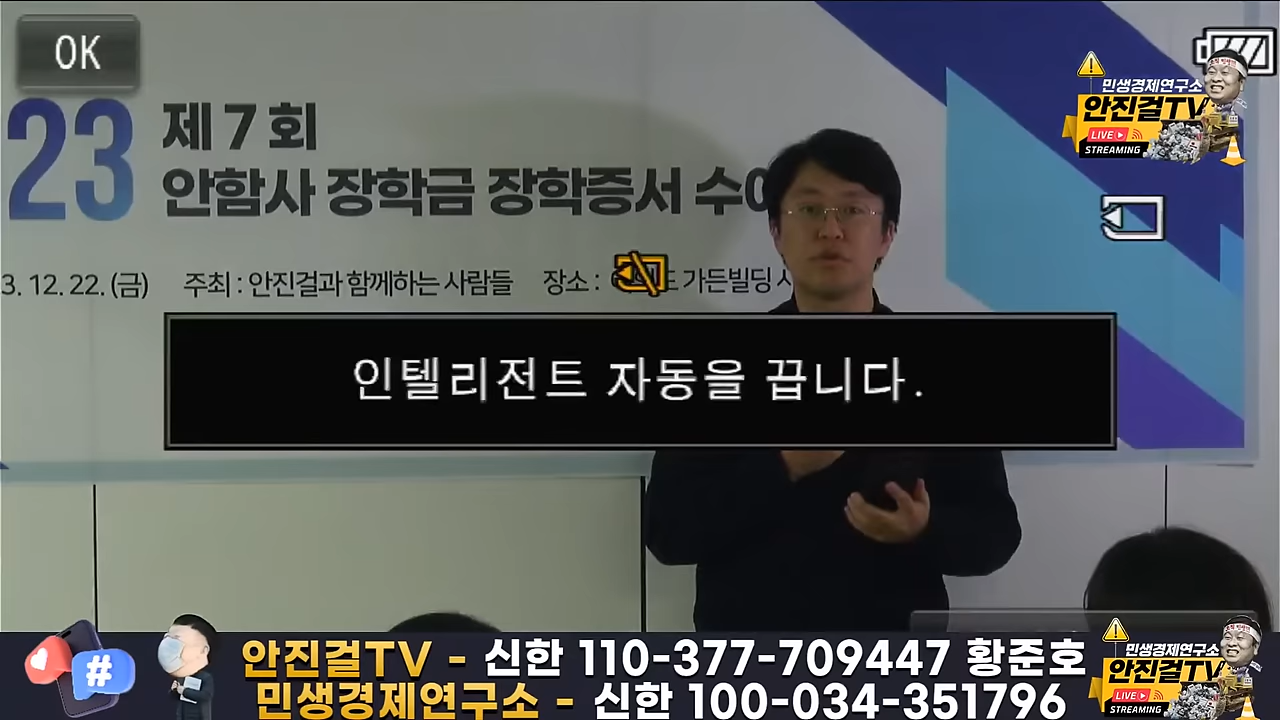 OK
23 제7회
안함사 장학금 장학증서
3. 12. 22. (금) 주최 : 안진걸과 함께하는 사람들 장소 : 가든빌딩
인텔리전트 자동을 끕니다.
민생경제연구소
안진걸TV
LIVE
STREAMING
안진걸TV - 신한 110-377-709447 황준호
민생경제연구소 - 신한 100-034-351796
#
민생경제연구소
안진걸TV
LIVE
STREAMING